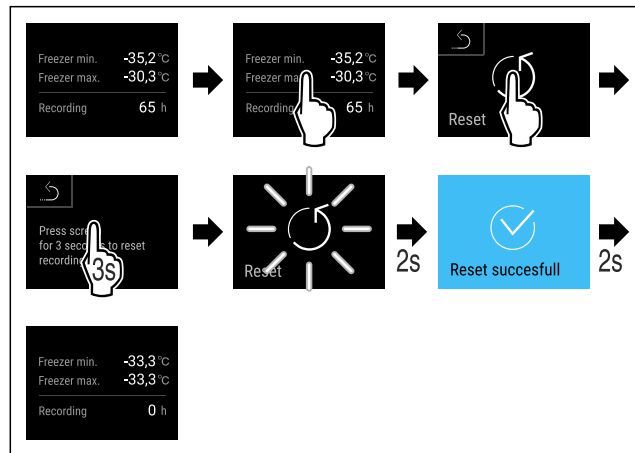 Freezer min. -35,2 °C
Freezer max. -30,3 °C
Recording 65 h
Freezer min. -35,2 °C
Freezer -30,3 °C
Recording 65 h
Reset
Press
for 3 to reset
3s
Reset
2s
Reset succesfull
2s
Freezer min. -33,3 °C
Freezer max. -33,3 °C
Recording 0 h